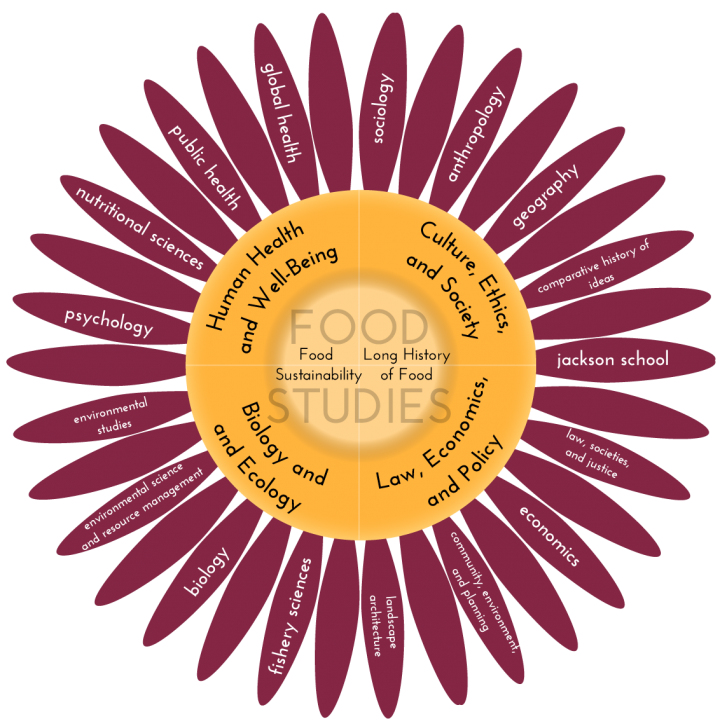 FOOD
STUDIES
Food
Sustainability
Long History
of Food
Human Health
and Well-Being
Culture, Ethics,
and Society
Law, Economics,
and Policy
Biology and
and Ecology
sociology
anthropology
geography
comparative history of
ideas
jackson school
law, societies,
and justice
economics
community, environment,
and planning
landscape
architecture
fishery sciences
biology
environmental science
and resource management
environmental
studies
psychology
nutritional sciences
public health
global health